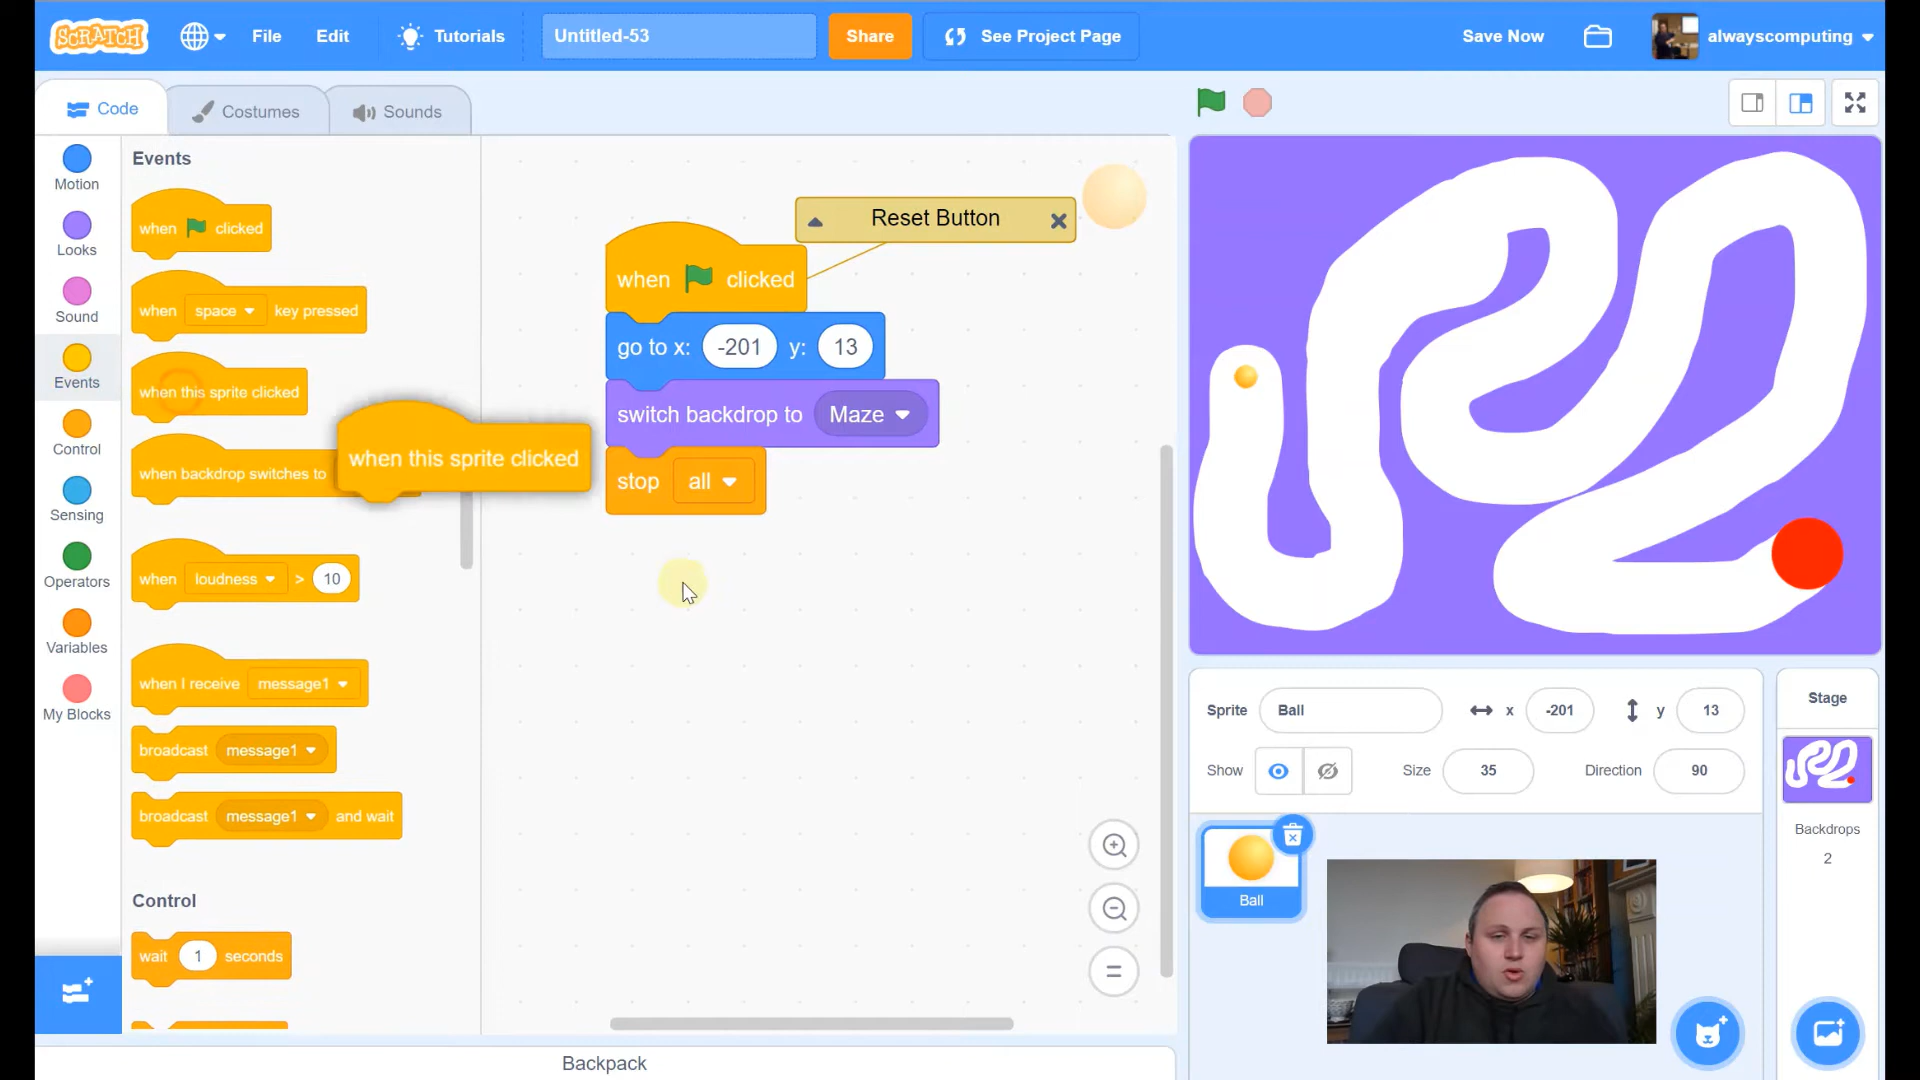 SCRATCH
File
Edit
Tutorials
Untitled-53
Share
See Project Page
Save Now
alwayscomputing
Code
Costumes
Sounds
Motion
Looks
Sound
Events
Control
Sensing
Operators
Variables
My Blocks
Events
when clicked
when space key pressed
when this sprite clicked
when backdrop switches to
when loudness > 10
when I receive message1
broadcast message1
broadcast message1 and wait
Control
wait 1 seconds
when this sprite clicked
Reset Button
when clicked
go to x: -201 y: 13
switch backdrop to Maze
stop all
Backpack
Sprite Ball x -201 y 13
Show Size 35 Direction 90
Ball
Stage
Backdrops
2